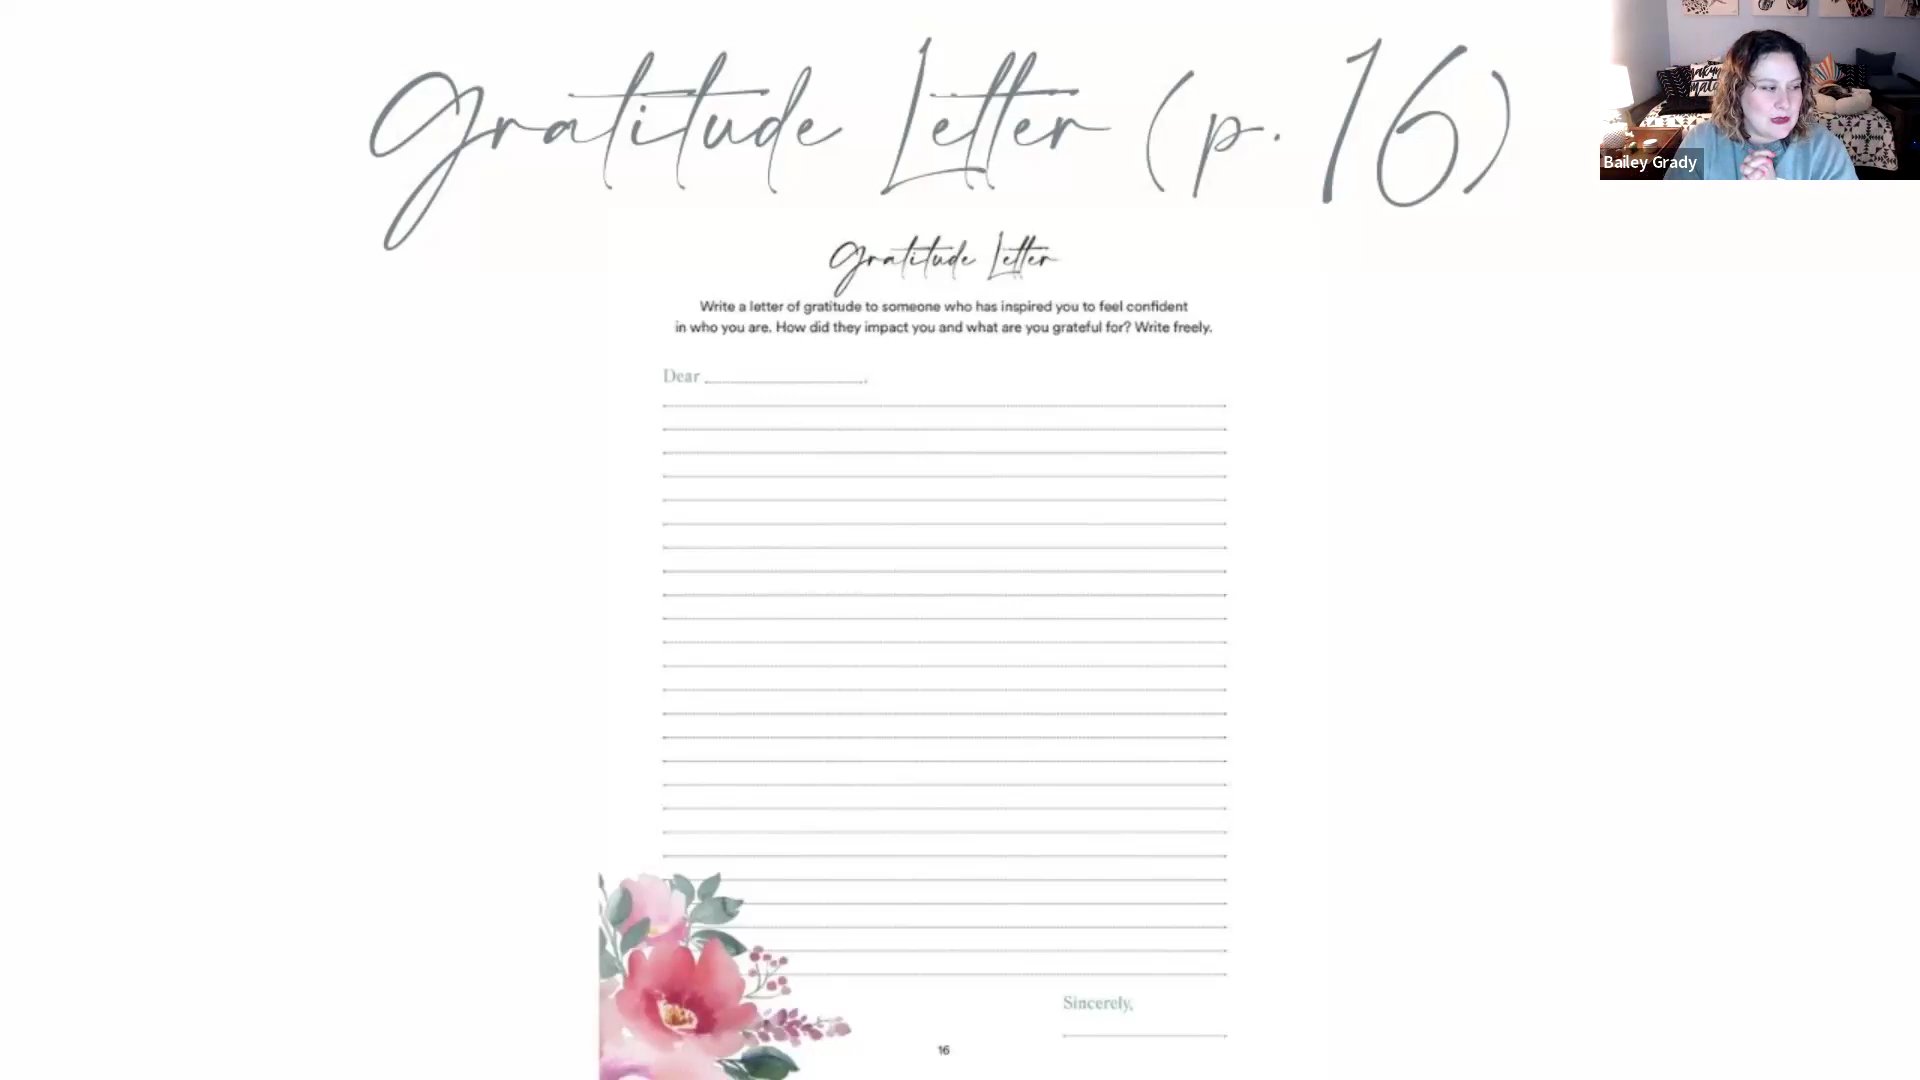 Gratitude Letter (p. 16)
Bailey Grady
Gratitude Letter
Write a letter of gratitude to someone who has inspired you to feel confident
in who you are. How did they impact you and what are you grateful for? Write freely.
Dear
Sincerely,
16